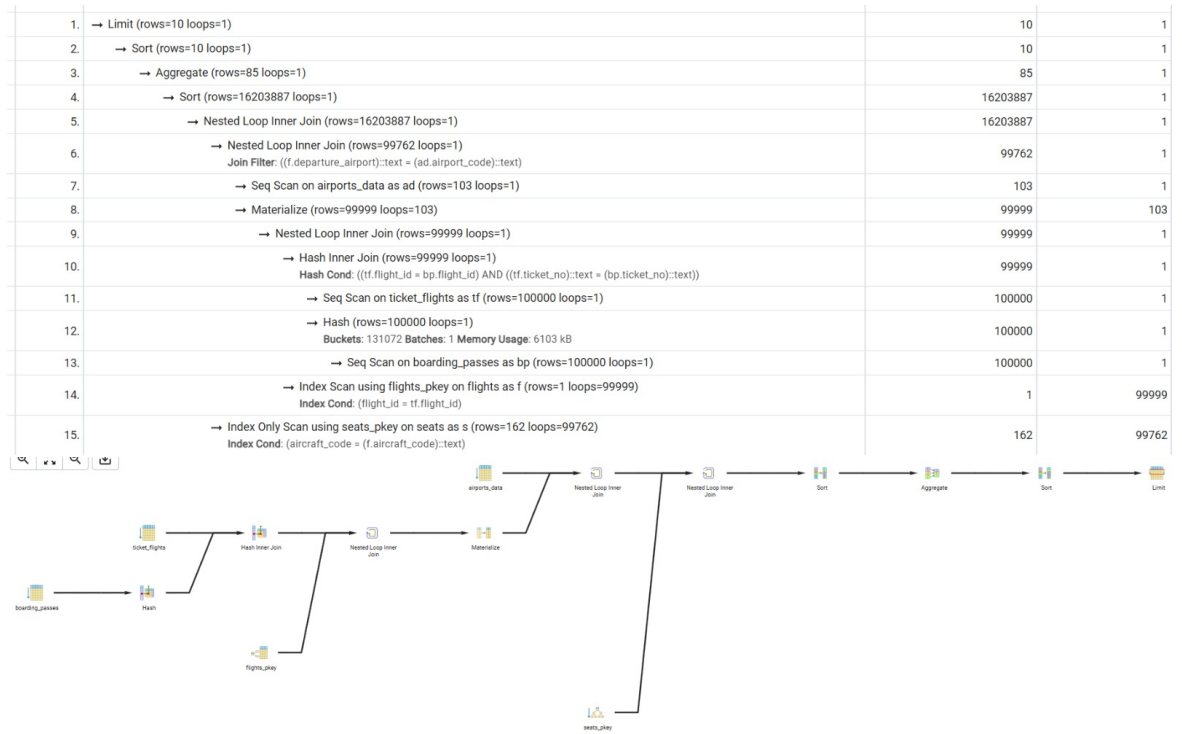 1. → Limit (rows=10 loops=1) 10 1
2. → Sort (rows=10 loops=1) 10 1
3. → Aggregate (rows=85 loops=1) 85 1
4. → Sort (rows=16203887 loops=1) 16203887 1
5. → Nested Loop Inner Join (rows=16203887 loops=1) 16203887 1
6. → Nested Loop Inner Join (rows=99762 loops=1) 99762 1
Join Filter: ((f.departure_airport)::text = (ad.airport_code)::text)
7. → Seq Scan on airports_data as ad (rows=103 loops=1) 103 1
8. → Materialize (rows=99999 loops=103) 99999 103
9. → Nested Loop Inner Join (rows=99999 loops=1) 99999 1
10. → Hash Inner Join (rows=99999 loops=1) 99999 1
Hash Cond: ((tf.flight_id = bp.flight_id) AND ((tf.ticket_no)::text = (bp.ticket_no)::text))
11. → Seq Scan on ticket_flights as tf (rows=100000 loops=1) 100000 1
12. → Hash (rows=100000 loops=1) 100000 1
Buckets: 131072 Batches: 1 Memory Usage: 6103 kB
13. → Seq Scan on boarding_passes as bp (rows=100000 loops=1) 100000 1
14. → Index Scan using flights_pkey on flights as f (rows=1 loops=99999) 1 99999
Index Cond: (flight_id = tf.flight_id)
15. → Index Only Scan using seats_pkey on seats as s (rows=162 loops=99762) 162 99762
Index Cond: (aircraft_code = (f.aircraft_code)::text)
airports_data
Nested Loop Inner
Join
Nested Loop Inner
Join
Sort
Aggregate
Sort
Limit
ticket_flights
Hash Inner Join
Nested Loop Inner
Join
Materialize
boarding_passes
Hash
flights_pkey
seats_pkey